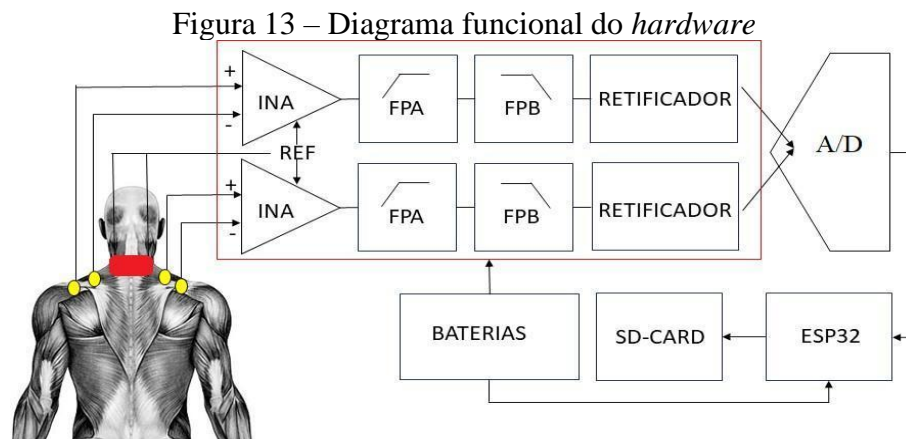 Figura 13 – Diagrama funcional do hardware
+
INA
-
FPA
FPB
RETIFICADOR
A/D
REF
+
INA
-
FPA
FPB
RETIFICADOR
BATERIAS
SD-CARD
ESP32